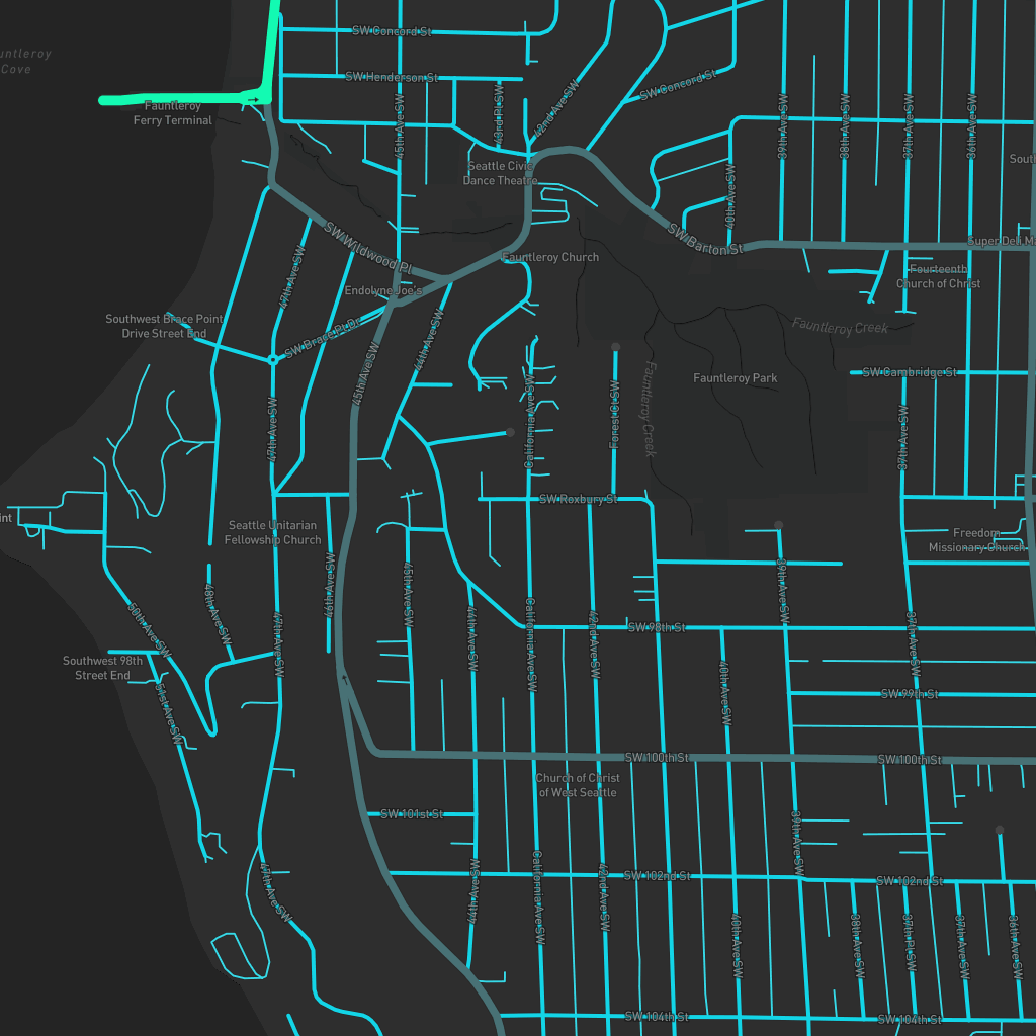 SW Concord St
SW Henderson St
SW Concord St
Cove
Fauntleroy
Ferry Terminal
45th Ave SW
42nd Ave SW
39th Ave SW
38th Ave SW
37th Ave SW
36th Ave SW
Seattle Civic
Dance Theatre
40th Ave SW
SW Wildwood Pl
SW Barton St
Fauntleroy Church
Fourteenth
Church of Christ
47th Ave SW
Endolyne Joe's
Southwest Brace Point
Drive Street End
SW Brace Pt Dr
44th Ave SW
Fauntleroy Creek
45th Ave SW
SW Cambridge St
Fauntleroy Park
California Ave SW
Forest Ct SW
Fauntleroy Creek
47th Ave SW
37th Ave SW
SW Roxbury St
Seattle Unitarian
Fellowship Church
Freedom
Missionary Church
46th Ave SW
45th Ave SW
39th Ave SW
48th Ave SW
50th Ave SW
47th Ave SW
44th Ave SW
California Ave SW
42nd Ave SW
SW 98th St
37th Ave SW
Southwest 98th
Street End
40th Ave SW
SW 99th St
51st Ave SW
SW 100th St
SW 100th St
Church of Christ
of West Seattle
SW 101st St
39th Ave SW
47th Ave SW
44th Ave SW
California Ave SW
42nd Ave SW
SW 102nd St
SW 102nd St
40th Ave SW
38th Ave SW
37th Pl SW
37th Ave SW
36th Ave SW
SW 104th St
SW 104th St